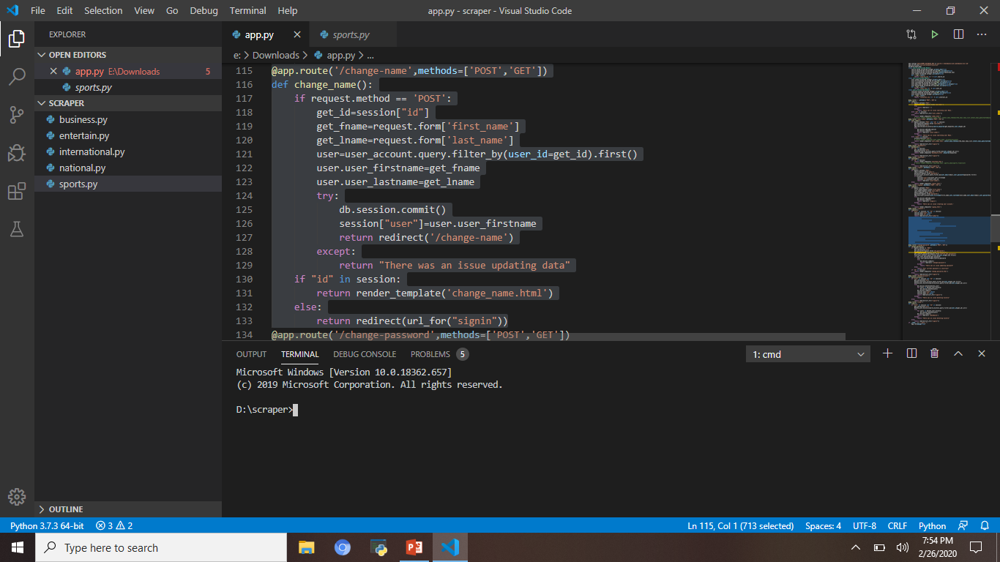 File Edit Selection View Go Debug Terminal Help app.py - scraper - Visual Studio Code
EXPLORER
OPEN EDITORS
app.py E:\Downloads 5
sports.py
SCRAPER
business.py
entertain.py
international.py
national.py
sports.py
OUTLINE
app.py sports.py
e: > Downloads > app.py > ...
115 @app.route('/change-name',methods=['POST','GET'])
116 def change_name():
117     if request.method == 'POST':
118         get_id=session["id"]
119         get_fname=request.form['first_name']
120         get_lname=request.form['last_name']
121         user=user_account.query.filter_by(user_id=get_id).first()
122         user.user_firstname=get_fname
123         user.user_lastname=get_lname
124         try:
125             db.session.commit()
126             session["user"]=user.user_firstname
127             return redirect('/change-name')
128         except:
129             return "There was an issue updating data"
130     if "id" in session:
131         return render_template('change_name.html')
132     else:
133         return redirect(url_for("signin"))
134 @app.route('/change-password',methods=['POST','GET'])
OUTPUT TERMINAL DEBUG CONSOLE PROBLEMS 5 1: cmd
Microsoft Windows [Version 10.0.18362.657]
(c) 2019 Microsoft Corporation. All rights reserved.
D:\scraper>
Python 3.7.3 64-bit 3 2 Ln 115, Col 1 (713 selected) Spaces: 4 UTF-8 CRLF Python
Type here to search
7:54 PM
2/26/2020